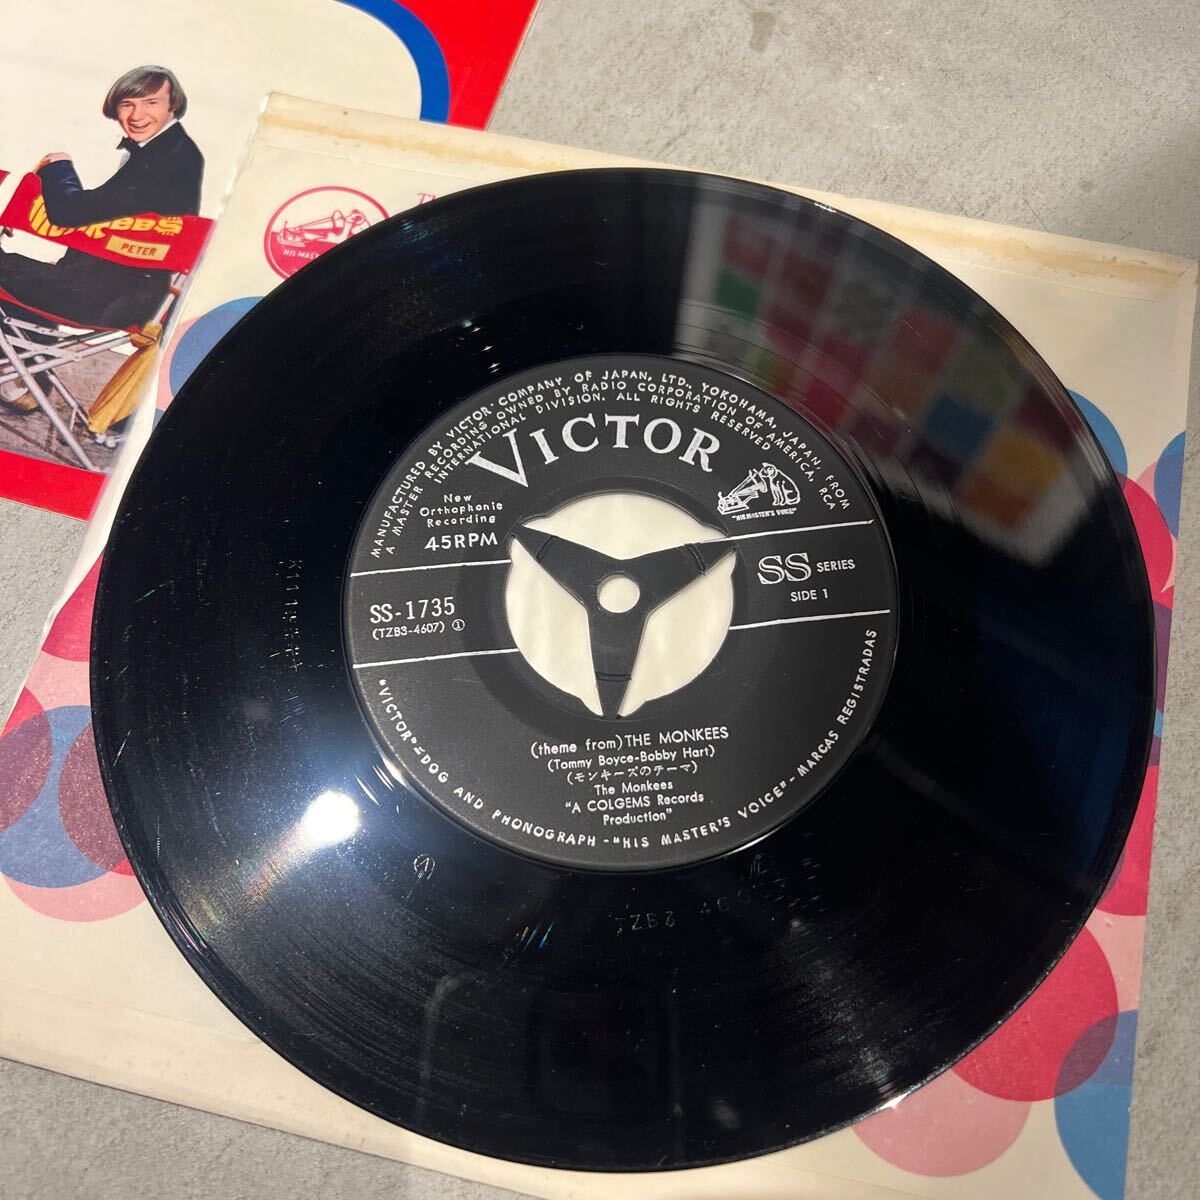 Monkees
PETER
Th
MANUFACTURED BY VICTOR COMPANY OF JAPAN, LTD., YOKOHAMA, JAPAN, FROM
A MASTER RECORDING OWNED BY RADIO CORPORATION OF AMERICA, RCA
INTERNATIONAL DIVISION. ALL RIGHTS RESERVED
VICTOR
New
Orthophonic
Recording
45RPM
"HIS MASTER'S VOICE"
SS SERIES
SIDE 1
SS-1735
(TZB3-4607) ①
(theme from) THE MONKEES
(Tommy Boyce-Bobby Hart)
(モンキーズのテーマ)
The Monkees
"A COLGEMS Records
Production"
"VICTOR" "DOG AND PHONOGRAPH - "HIS MASTER'S VOICE" - MARCAS REGISTRADAS